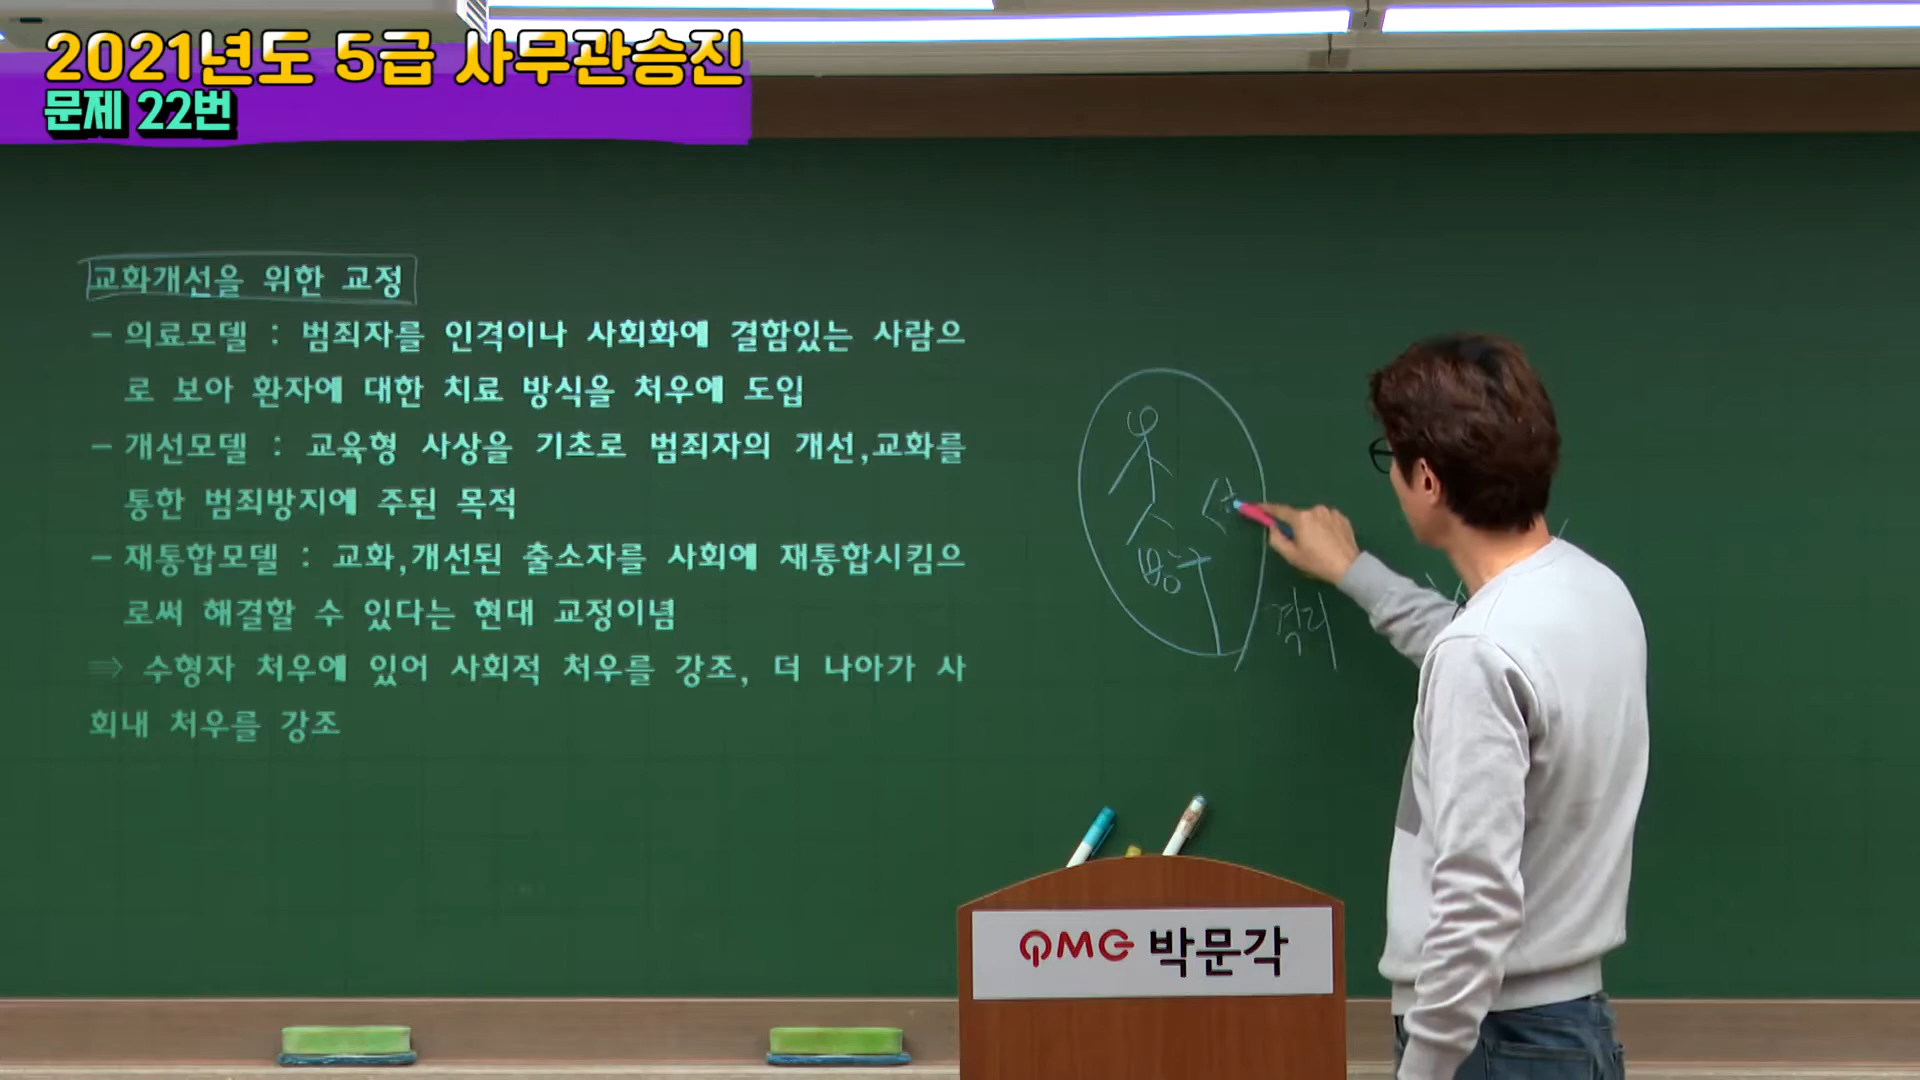 2021년도 5급 사무관승진
문제 22번
교화개선을 위한 교정
- 의료모델 : 범죄자를 인격이나 사회화에 결함있는 사람으
로 보아 환자에 대한 치료 방식을 처우에 도입
- 개선모델 : 교육형 사상을 기초로 범죄자의 개선,교화를
통한 범죄방지에 주된 목적
- 재통합모델 : 교화,개선된 출소자를 사회에 재통합시킴으
로써 해결할 수 있다는 현대 교정이념
⇒ 수형자 처우에 있어 사회적 처우를 강조, 더 나아가 사
회내 처우를 강조
격리
PMG 박문각